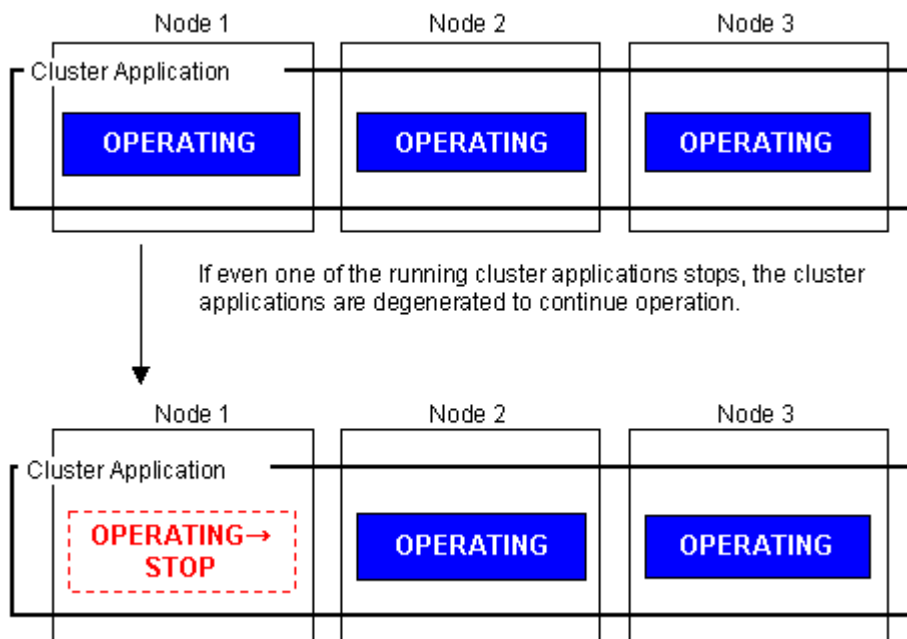 Node 1
Node 2
Node 3
Cluster Application
OPERATING
OPERATING
OPERATING
If even one of the running cluster applications stops, the cluster
applications are degenerated to continue operation.
Node 1
Node 2
Node 3
Cluster Application
OPERATING→
STOP
OPERATING
OPERATING